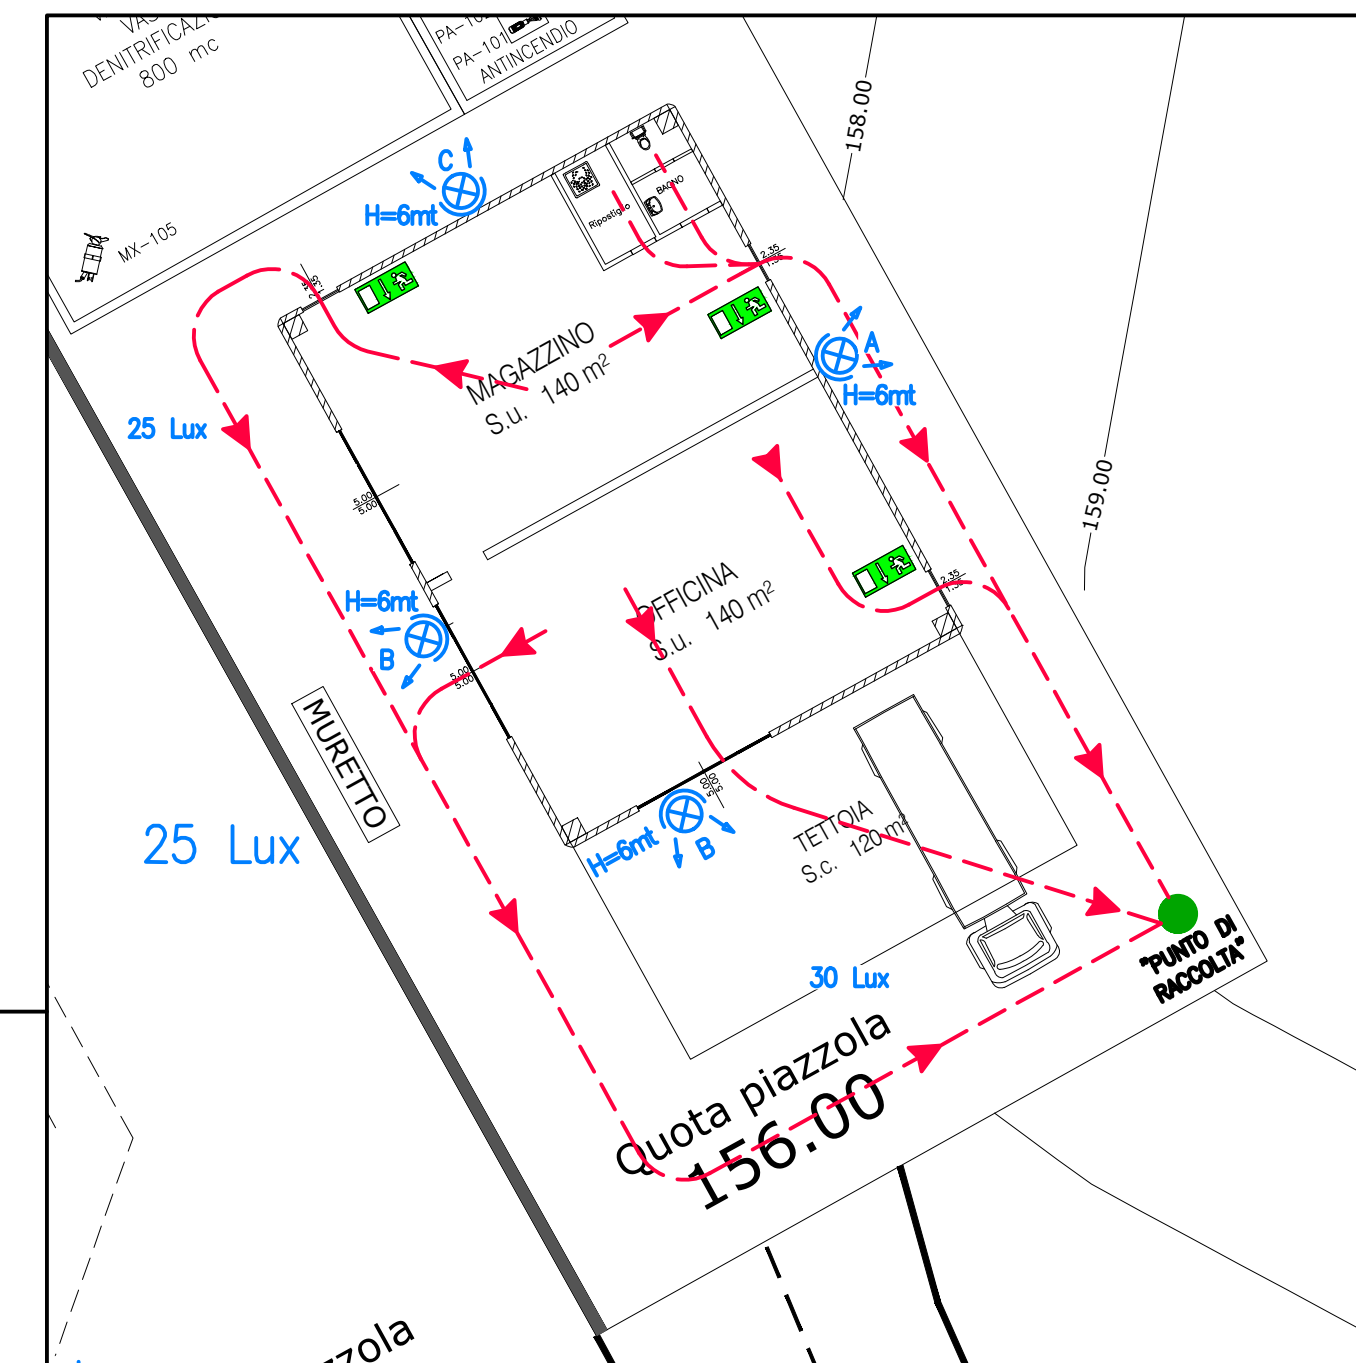 DENITRIFICAZI
800 mc
PA-101
ANTINCENDIO
MX-105
158.00
159.00
C
H=6mt
Ripostiglio
BAGNO
2.35
A
H=6mt
MAGAZZINO
S.u. 140 m²
25 Lux
5.00
5.00
OFFICINA
S.u. 140 m²
2.35
H=6mt
B
5.00
5.00
MURETTO
25 Lux
5.00
5.00
H=6mt
B
TETTOIA
S.c. 120 m²
30 Lux
"PUNTO DI
RACCOLTA"
Quota piazzola
156.00
zzola